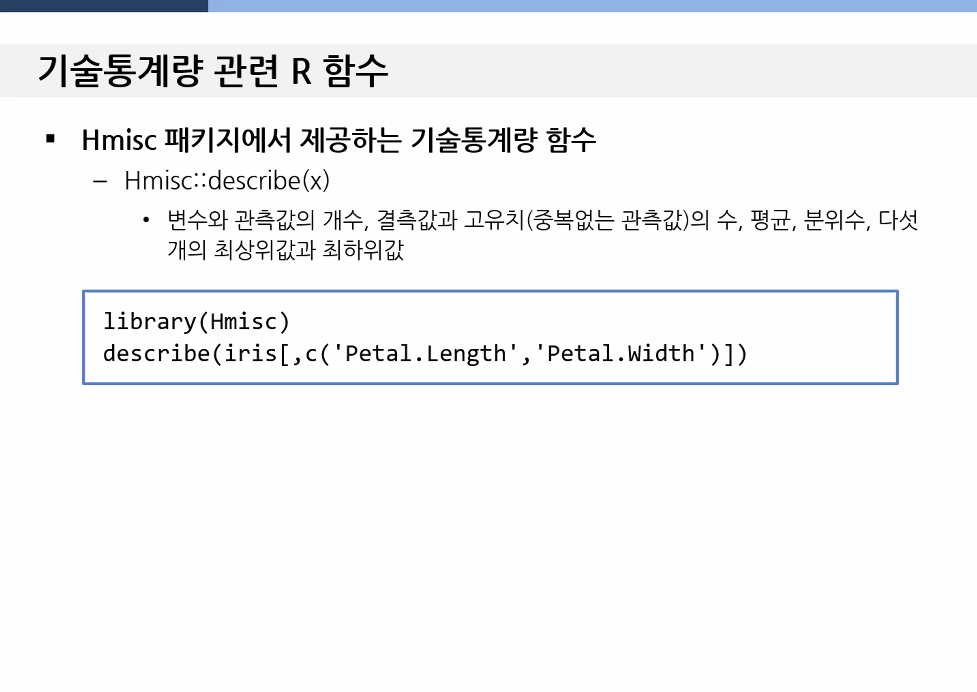 기술통계량 관련 R 함수
▪ Hmisc 패키지에서 제공하는 기술통계량 함수
– Hmisc::describe(x)
• 변수와 관측값의 개수, 결측값과 고유치(중복없는 관측값)의 수, 평균, 분위수, 다섯
개의 최상위값과 최하위값
library(Hmisc)
describe(iris[,c('Petal.Length','Petal.Width')])